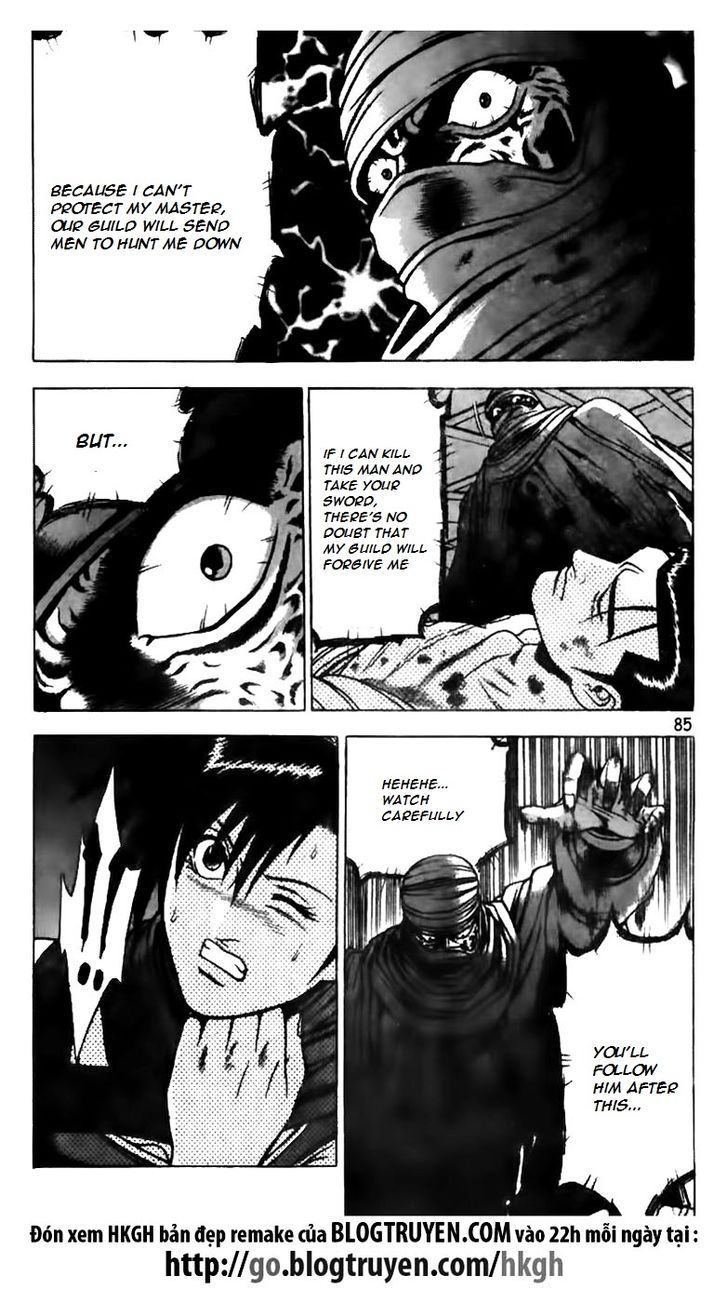 BECAUSE I CAN'T
PROTECT MY MASTER,
OUR GUILD WILL SEND
MEN TO HUNT ME DOWN
BUT...
IF I CAN KILL
THIS MAN AND
TAKE YOUR
SWORD,
THERE'S NO
DOUBT THAT
MY GUILD WILL
FORGIVE ME
85
HEHEHE...
WATCH
CAREFULLY
YOU'LL
FOLLOW
HIM AFTER
THIS...
Đón xem HKGH bản đẹp remake của BLOGTRUYEN.COM vào 22h mỗi ngày tại :
http://go.blogtruyen.com/hkgh